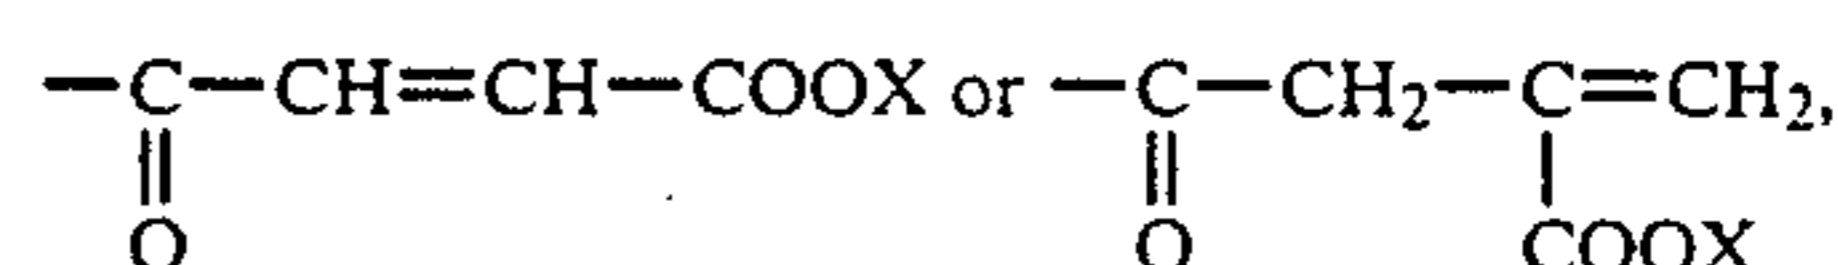 —C—CH=CH—COOX or —C—CH₂—C=CH₂,
|| || |
O O COOX